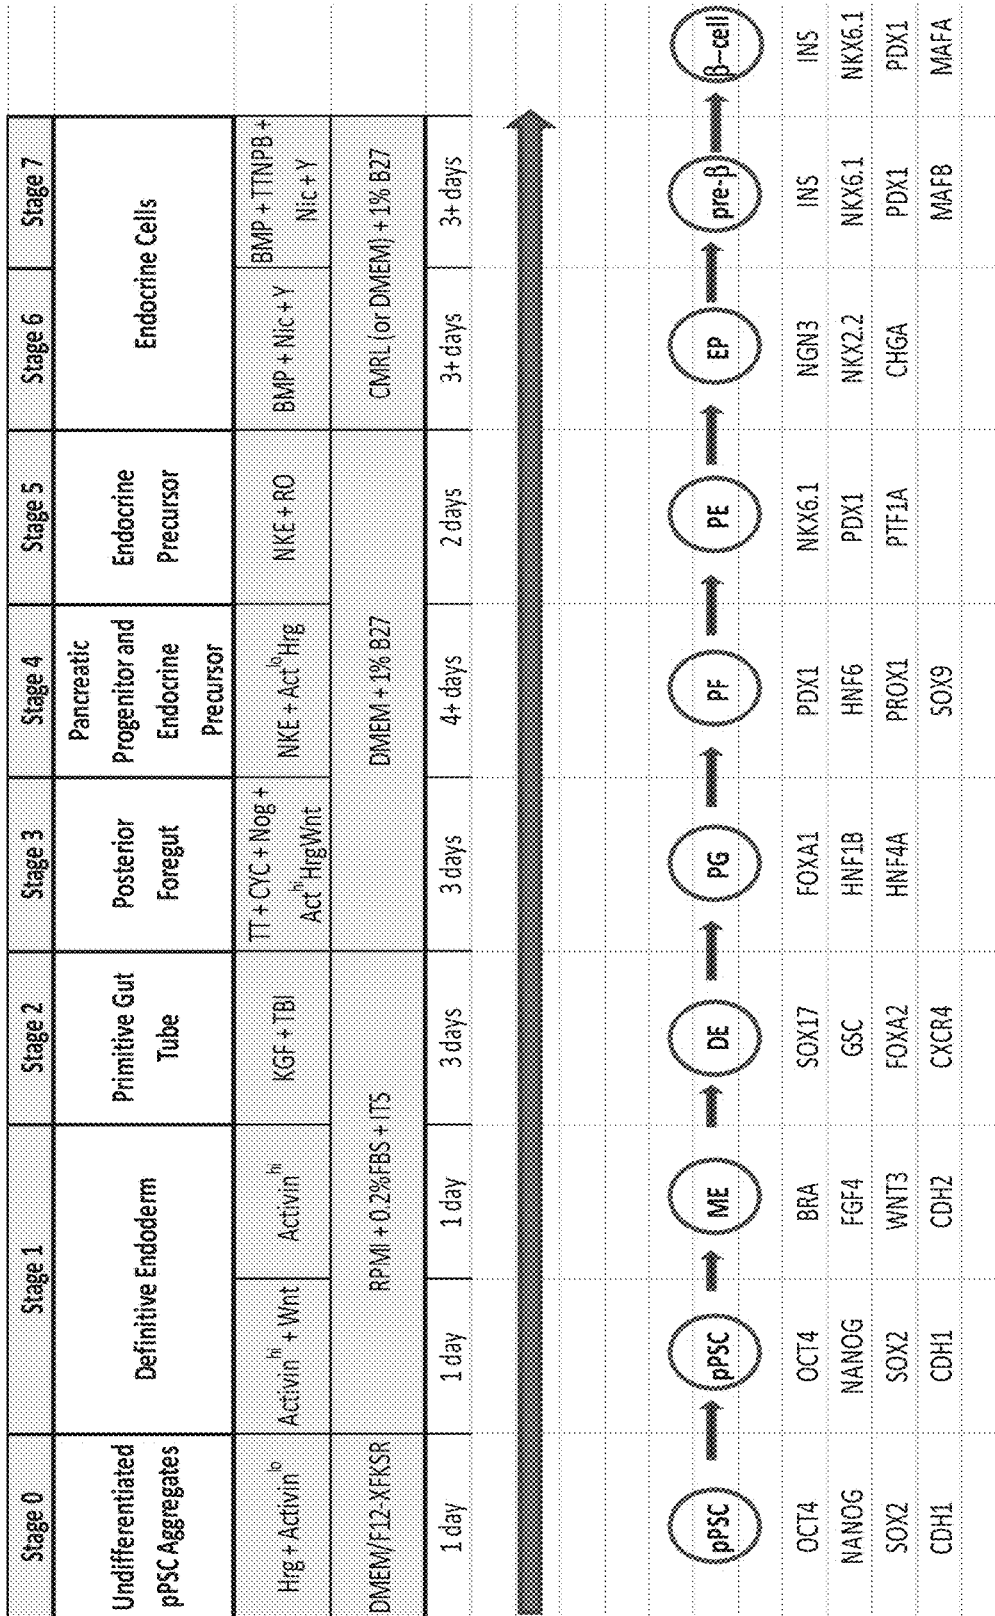 Stage 0
Stage 1
Stage 2
Stage 3
Stage 4
Stage 5
Stage 6
Stage 7
Undifferentiated
pPSC Aggregates
Definitive Endoderm
Primitive Gut
Tube
Posterior
Foregut
Pancreatic
Progenitor and
Endocrine
Precursor
Endocrine
Precursor
Endocrine Cells
Hrg + Activin^lo
Activin^hi + Wnt
Activin^hi
KGF + TBI
TT + CYC + Nog +
Act^hi HrgWnt
NKE + Act^lo Hrg
NKE + RO
BMP + Nic + Y
BMP + TTNPB +
Nic + Y
DMEM/F12-XFKSR
RPMI + 0.2%FBS + ITS
DMEM + 1% B27
CMRL (or DMEM) + 1% B27
1 day
1 day
1 day
3 days
3 days
4+ days
2 days
3+ days
3+ days
pPSC
pPSC
ME
DE
PG
PF
PE
EP
pre-β
β--cell
OCT4
OCT4
BRA
SOX17
FOXA1
PDX1
NKX6.1
NGN3
INS
INS
NANOG
NANOG
FGF4
GSC
HNF1B
HNF6
PDX1
NKX2.2
NKX6.1
NKX6.1
SOX2
SOX2
WNT3
FOXA2
HNF4A
PROX1
PTF1A
CHGA
PDX1
PDX1
CDH1
CDH1
CDH2
CXCR4
SOX9
MAFB
MAFA